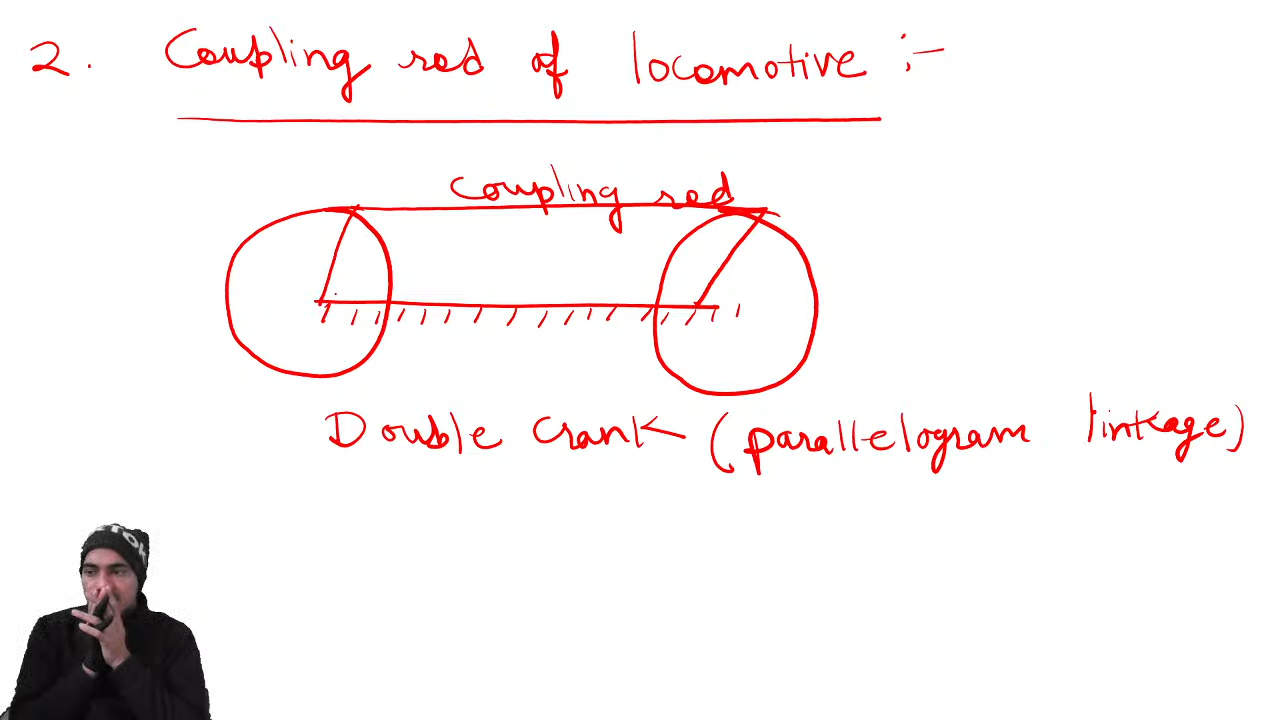 2. Coupling rod of locomotive :-
coupling rod
Double crank (parallelogram linkage)